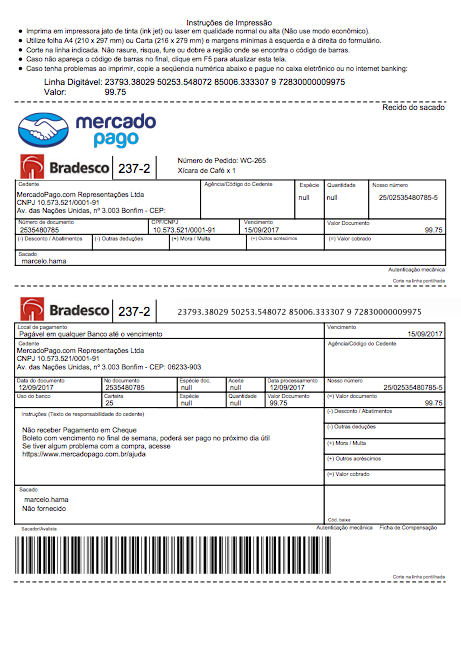 Instruções de Impressão
Imprima em impressora jato de tinta (ink jet) ou laser em qualidade normal ou alta (Não use modo econômico).
Utilize folha A4 (210 x 297 mm) ou Carta (216 x 279 mm) e margens mínimas à esquerda e à direita do formulário.
Corte na linha indicada. Não rasure, risque, fure ou dobre a região onde se encontra o código de barras.
Caso não apareça o código de barras no final, clique em F5 para atualizar esta tela.
Caso tenha problemas ao imprimir, copie a seqüencia numérica abaixo e pague no caixa eletrônico ou no internet banking:
Linha Digitável: 23793.38029 50253.548072 85006.333307 9 72830000009975
Valor: 99.75
Recido do sacado
mercado
pago
Bradesco 237-2
Número de Pedido: WC-265
Xícara de Café x 1
Cedente Agência/Código do Cedente Espécie Quantidade Nosso número
MercadoPago.com Representações Ltda null null 25/02535480785-5
CNPJ 10.573.521/0001-91
Av. das Nações Unidas, nº 3.003 Bonfim - CEP:
Número do documento CPF/CNPJ Vencimento Valor Documento
2535480785 10.573.521/0001-91 15/09/2017 99.75
(-) Desconto / Abatimentos (-) Outras deduções (+) Mora / Multa (+) Outros acréscimos (=) Valor cobrado
Sacado
marcelo.hama
Autenticação mecânica
Corte na linha pontilhada
Bradesco 237-2 23793.38029 50253.548072 85006.333307 9 72830000009975
Local de pagamento Vencimento
Pagável em qualquer Banco até o vencimento 15/09/2017
Cedente Agência/Código do Cedente
MercadoPago.com Representações Ltda
CNPJ 10.573.521/0001-91
Av. das Nações Unidas, nº 3.003 Bonfim - CEP: 06233-903
Data do documento No documento Espécie doc. Aceite Data processamento Nosso número
12/09/2017 2535480785 null null 12/09/2017 25/02535480785-5
Uso do banco Carteira Espécie Quantidade Valor Documento (=) Valor documento
25 null null 99.75 99.75
Instruções (Texto de responsabilidade do cedente) (-) Desconto / Abatimentos
Não receber Pagamento em Cheque (-) Outras deduções
Boleto com vencimento no final de semana, poderá ser pago no próximo dia útil
Se tiver algum problema com a compra, acesse (+) Mora / Multa
https://www.mercadopago.com.br/ajuda
(+) Outros acréscimos
(=) Valor cobrado
Sacado
marcelo.hama
Não fornecido
Cód. baixa
Sacador/Avalista Autenticação mecânica Ficha de Compensação
Corte na linha pontilhada